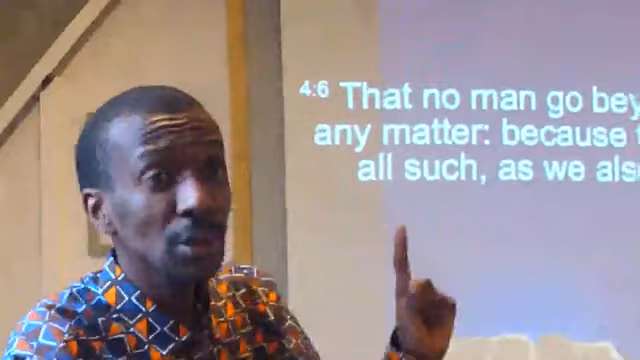 4:6 That no man go bey
any matter: because
all such, as we als